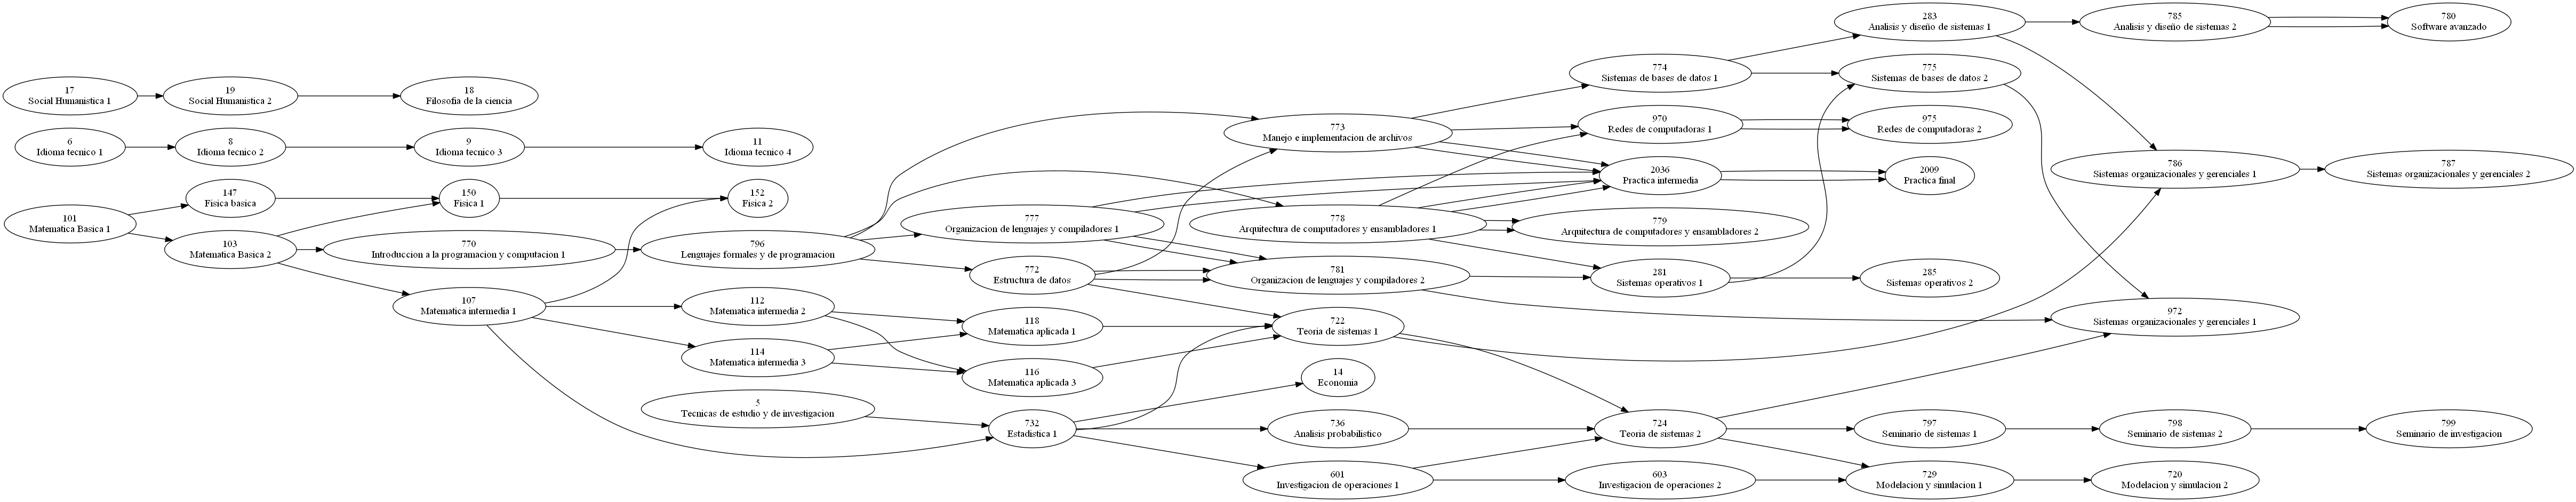 283
Analisis y diseño de sistemas 1
785
Analisis y diseño de sistemas 2
780
Software avanzado
774
Sistemas de bases de datos 1
775
Sistemas de bases de datos 2
17
Social Humanistica 1
19
Social Humanistica 2
18
Filosofia de la ciencia
773
Manejo e implementacion de archivos
970
Redes de computadoras 1
975
Redes de computadoras 2
6
Idioma tecnico 1
8
Idioma tecnico 2
9
Idioma tecnico 3
11
Idioma tecnico 4
2036
Practica intermedia
2009
Practica final
786
Sistemas organizacionales y gerenciales 1
787
Sistemas organizacionales y gerenciales 2
147
Fisica basica
150
Fisica 1
152
Fisica 2
101
Matematica Basica 1
777
Organizacion de lenguajes y compiladores 1
778
Arquitectura de computadores y ensambladores 1
779
Arquitectura de computadores y ensambladores 2
103
Matematica Basica 2
770
Introduccion a la programacion y computacion 1
796
Lenguajes formales y de programacion
772
Estructura de datos
781
Organizacion de lenguajes y compiladores 2
281
Sistemas operativos 1
285
Sistemas operativos 2
107
Matematica intermedia 1
112
Matematica intermedia 2
118
Matematica aplicada 1
722
Teoria de sistemas 1
972
Sistemas organizacionales y gerenciales 1
114
Matematica intermedia 3
116
Matematica aplicada 3
14
Economia
5
Tecnicas de estudio y de investigacion
732
Estadistica 1
736
Analisis probabilistico
724
Teoria de sistemas 2
797
Seminario de sistemas 1
798
Seminario de sistemas 2
799
Seminario de investigacion
601
Investigacion de operaciones 1
603
Investigacion de operaciones 2
729
Modelacion y simulacion 1
720
Modelacion y simulacion 2